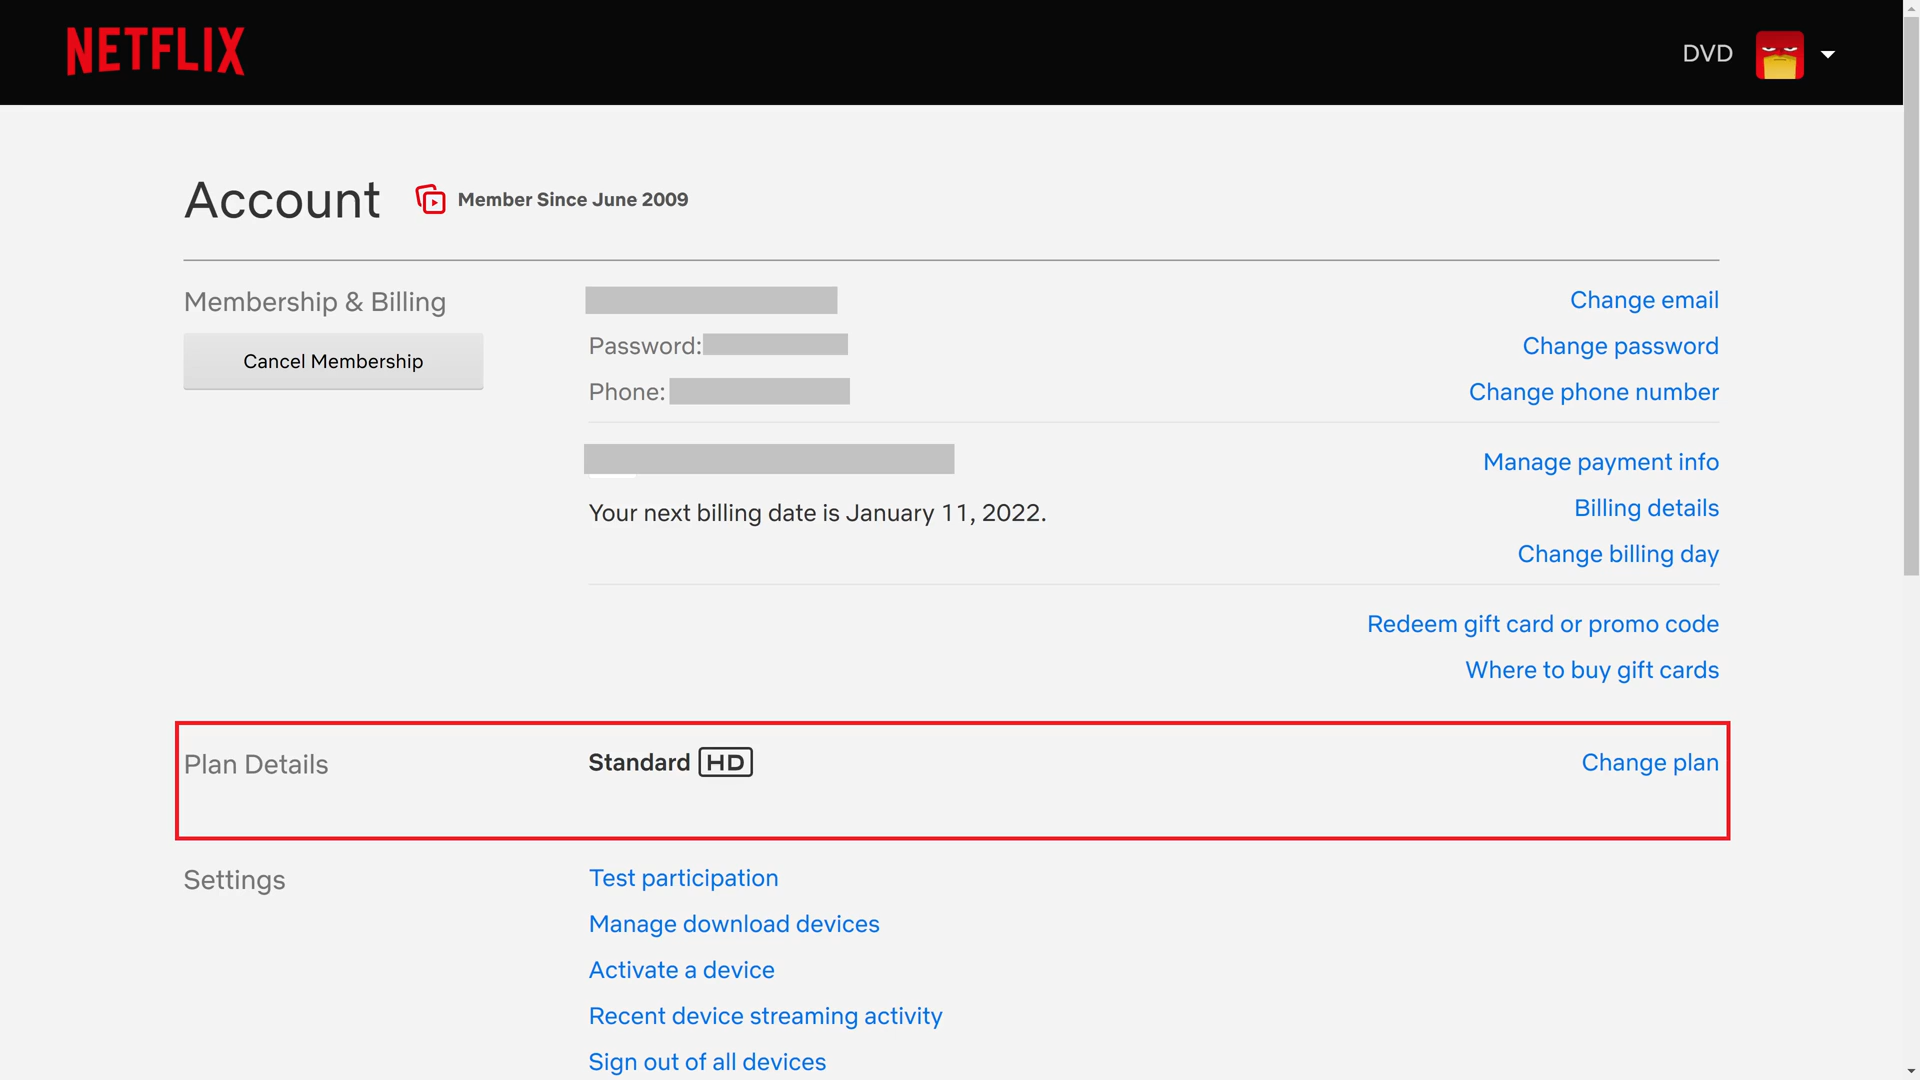 NETFLIX
DVD
Account
Member Since June 2009
Membership & Billing
Change email
Cancel Membership
Password:
Change password
Phone:
Change phone number
Manage payment info
Your next billing date is January 11, 2022.
Billing details
Change billing day
Redeem gift card or promo code
Where to buy gift cards
Plan Details
Standard HD
Change plan
Settings
Test participation
Manage download devices
Activate a device
Recent device streaming activity
Sign out of all devices